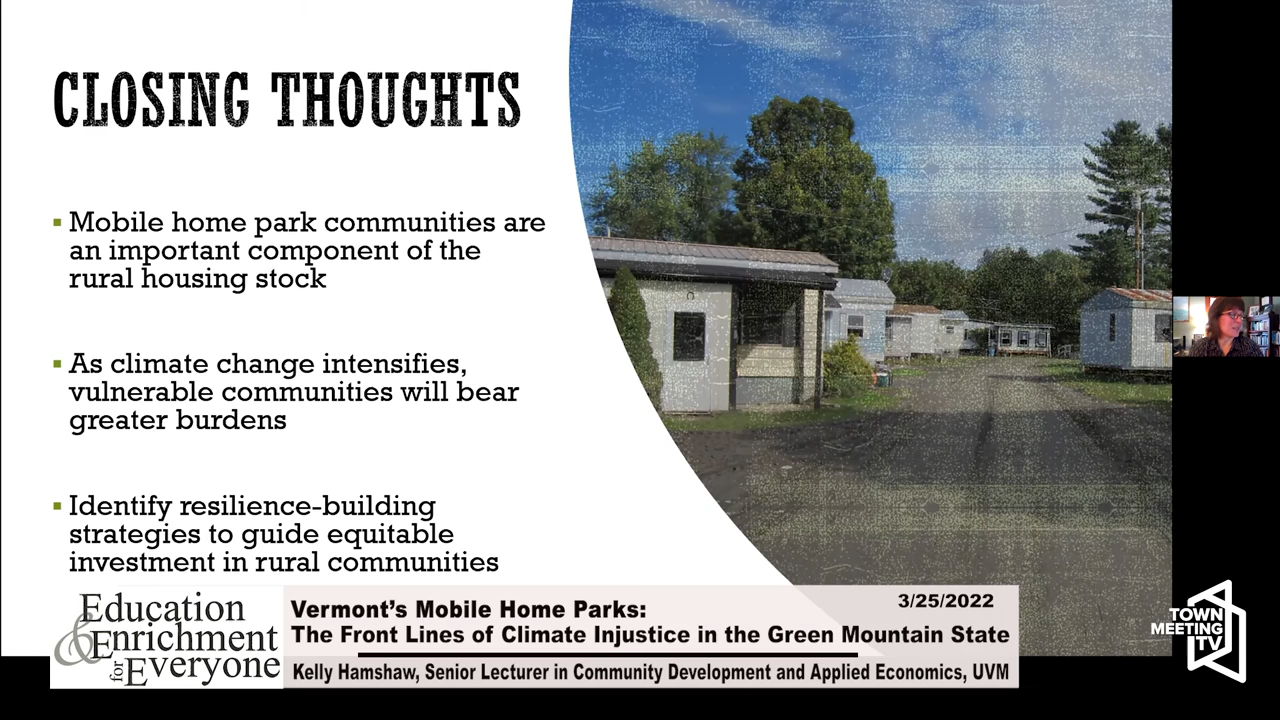 CLOSING THOUGHTS
▪ Mobile home park communities are
an important component of the
rural housing stock
▪ As climate change intensifies,
vulnerable communities will bear
greater burdens
▪ Identify resilience-building
strategies to guide equitable
investment in rural communities
Education
& Enrichment
for Everyone
3/25/2022
Vermont's Mobile Home Parks:
The Front Lines of Climate Injustice in the Green Mountain State
Kelly Hamshaw, Senior Lecturer in Community Development and Applied Economics, UVM
TOWN
MEETING
TV